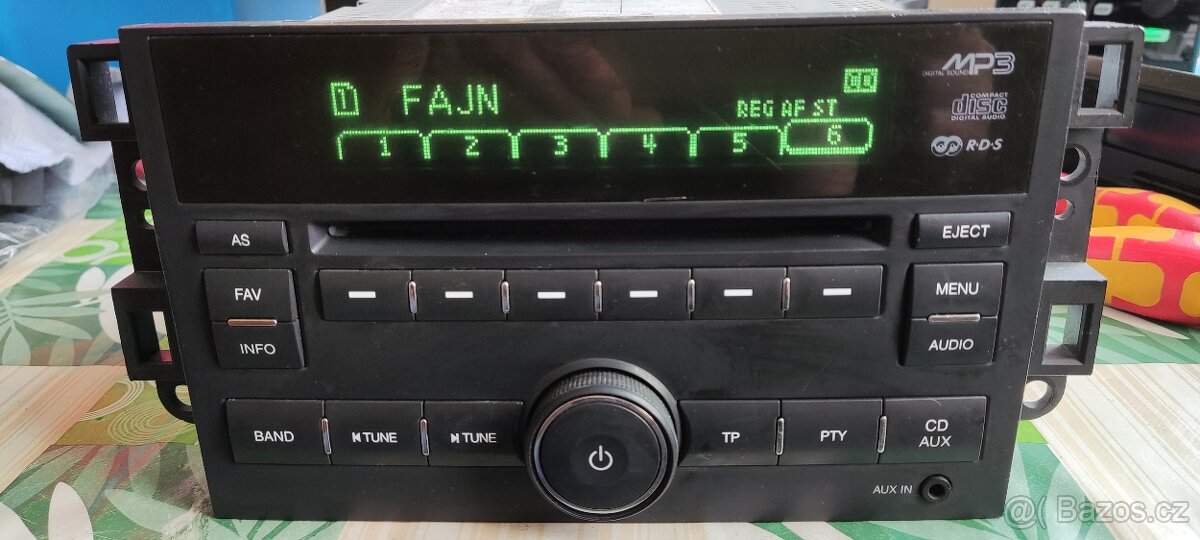 1 FAJN
REG AF ST
1 2 3 4 5 6
MP3
DIGITAL SOUND
COMPACT
disc
DIGITAL AUDIO
R·D·S
AS
EJECT
FAV
MENU
INFO
AUDIO
BAND
TUNE
TUNE
TP
PTY
CD
AUX
AUX IN
@( Bazos.cz